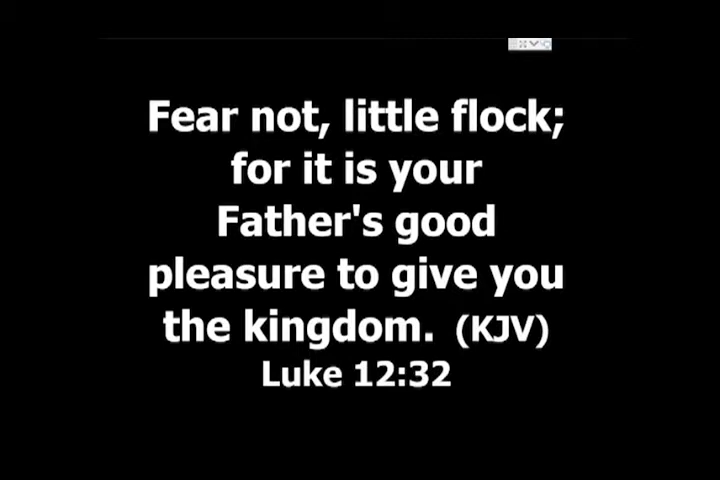 Fear not, little flock;
for it is your
Father's good
pleasure to give you
the kingdom. (KJV)
Luke 12:32